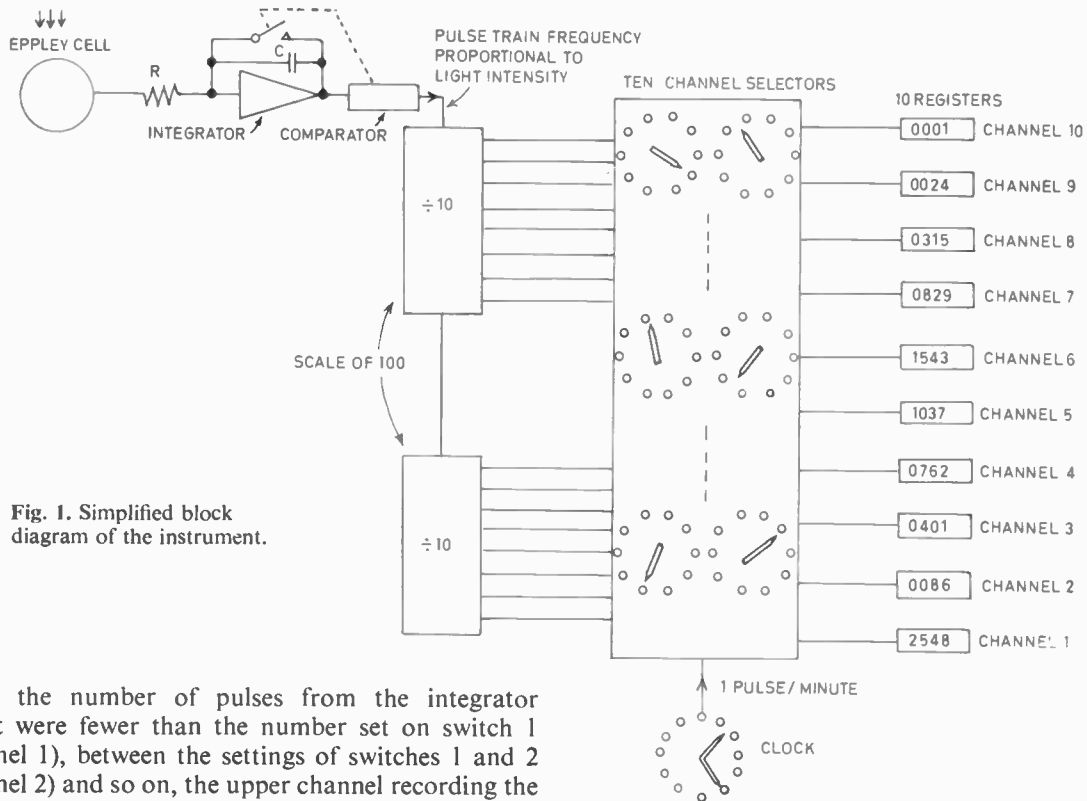 EPPLEY CELL
R
C
INTEGRATOR
COMPARATOR
PULSE TRAIN FREQUENCY
PROPORTIONAL TO
LIGHT INTENSITY
TEN CHANNEL SELECTORS
10 REGISTERS
÷10
0001 CHANNEL 10
0024 CHANNEL 9
0315 CHANNEL 8
0829 CHANNEL 7
1543 CHANNEL 6
1037 CHANNEL 5
0762 CHANNEL 4
0401 CHANNEL 3
0086 CHANNEL 2
2548 CHANNEL 1
SCALE OF 100
÷10
1 PULSE/MINUTE
CLOCK
Fig. 1. Simplified block
diagram of the instrument.
the number of pulses from the integrator
were fewer than the number set on switch 1
1), between the settings of switches 1 and 2
2) and so on, the upper channel recording the